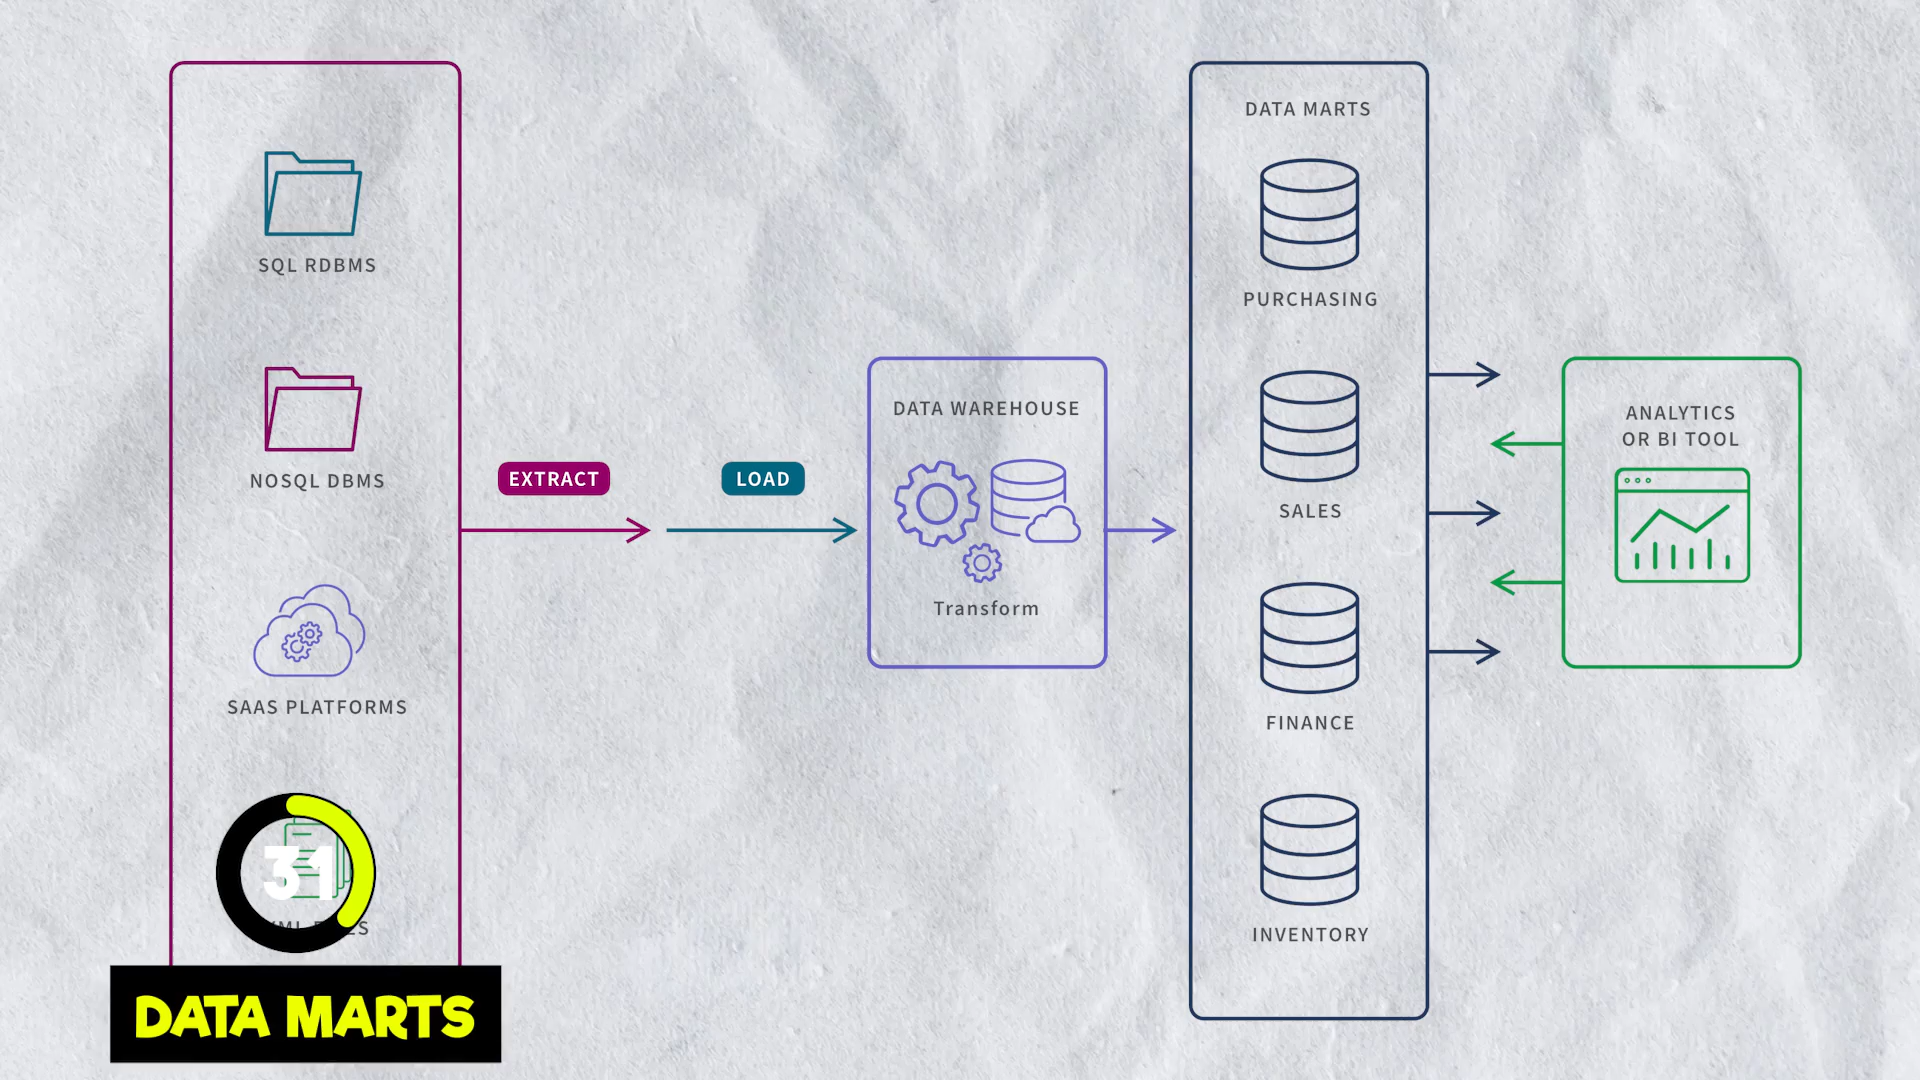 SQL RDBMS
NOSQL DBMS
SAAS PLATFORMS
31
DATA MARTS
EXTRACT
LOAD
DATA WAREHOUSE
Transform
DATA MARTS
PURCHASING
SALES
FINANCE
INVENTORY
ANALYTICS
OR BI TOOL